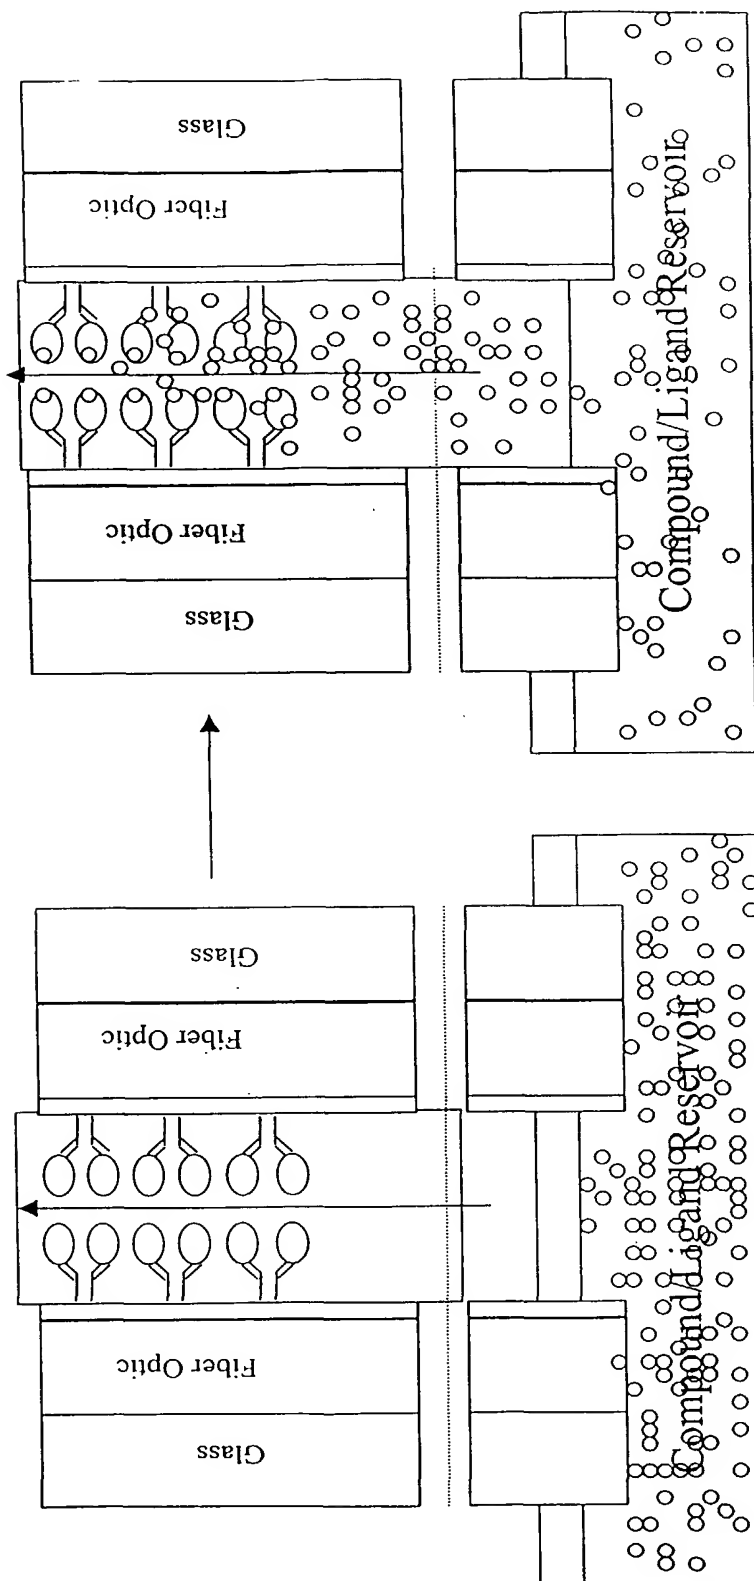 Glass
Fiber Optic
Fiber Optic
Glass
Compound/Ligand Reservoir
Glass
Fiber Optic
Fiber Optic
Glass
Compound/Ligand Reservoir